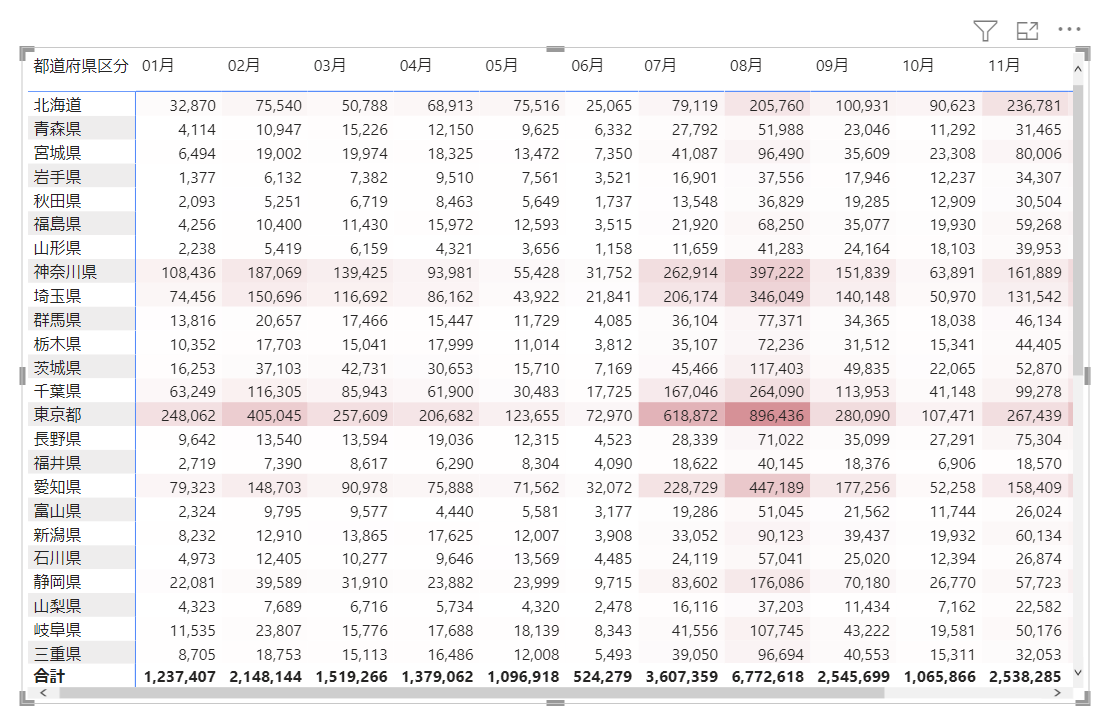 都道府県区分 01月 02月 03月 04月 05月 06月 07月 08月 09月 10月 11月
北海道 32,870 75,540 50,788 68,913 75,516 25,065 79,119 205,760 100,931 90,623 236,781
青森県 4,114 10,947 15,226 12,150 9,625 6,332 27,792 51,988 23,046 11,292 31,465
宮城県 6,494 19,002 19,974 18,325 13,472 7,350 41,087 96,490 35,609 23,308 80,006
岩手県 1,377 6,132 7,382 9,510 7,561 3,521 16,901 37,556 17,946 12,237 34,307
秋田県 2,093 5,251 6,719 8,463 5,649 1,737 13,548 36,829 19,285 12,909 30,504
福島県 4,256 10,400 11,430 15,972 12,593 3,515 21,920 68,250 35,077 19,930 59,268
山形県 2,238 5,419 6,159 4,321 3,656 1,158 11,659 41,283 24,164 18,103 39,953
神奈川県 108,436 187,069 139,425 93,981 55,428 31,752 262,914 397,222 151,839 63,891 161,889
埼玉県 74,456 150,696 116,692 86,162 43,922 21,841 206,174 346,049 140,148 50,970 131,542
群馬県 13,816 20,657 17,466 15,447 11,729 4,085 36,104 77,371 34,365 18,038 46,134
栃木県 10,352 17,703 15,041 17,999 11,014 3,812 35,107 72,236 31,512 15,341 44,405
茨城県 16,253 37,103 42,731 30,653 15,710 7,169 45,466 117,403 49,835 22,065 52,870
千葉県 63,249 116,305 85,943 61,900 30,483 17,725 167,046 264,090 113,953 41,148 99,278
東京都 248,062 405,045 257,609 206,682 123,655 72,970 618,872 896,436 280,090 107,471 267,439
長野県 9,642 13,540 13,594 19,036 12,315 4,523 28,339 71,022 35,099 27,291 75,304
福井県 2,719 7,390 8,617 6,290 8,304 4,090 18,622 40,145 18,376 6,906 18,570
愛知県 79,323 148,703 90,978 75,888 71,562 32,072 228,729 447,189 177,256 52,258 158,409
富山県 2,324 9,795 9,577 4,440 5,581 3,177 19,286 51,045 21,562 11,744 26,024
新潟県 8,232 12,910 13,865 17,625 12,007 3,908 33,052 90,123 39,437 19,932 60,134
石川県 4,973 12,405 10,277 9,646 13,569 4,485 24,119 57,041 25,020 12,394 26,874
静岡県 22,081 39,589 31,910 23,882 23,999 9,715 83,602 176,086 70,180 26,770 57,723
山梨県 4,323 7,689 6,716 5,734 4,320 2,478 16,116 37,203 11,434 7,162 22,582
岐阜県 11,535 23,807 15,776 17,688 18,139 8,343 41,556 107,745 43,222 19,581 50,176
三重県 8,705 18,753 15,113 16,486 12,008 5,493 39,050 96,694 40,553 15,311 32,053
合計 1,237,407 2,148,144 1,519,266 1,379,062 1,096,918 524,279 3,607,359 6,772,618 2,545,699 1,065,866 2,538,285